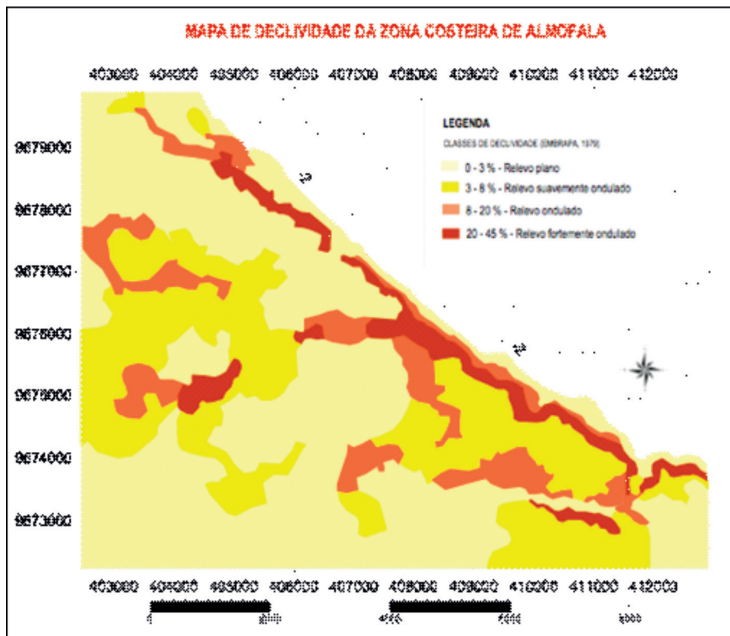 MAPA DE DECLIVIDADE DA ZONA COSTEIRA DE ALMOFALA
403000 404000 405000 406000 407000 408000 409000 410000 411000 412000
LEGENDA
CLASSES DE DECLIVIDADE (EMBRAPA, 1979)
0 - 3 % - Relevo plano
3 - 8 % - Relevo suavemente ondulado
8 - 20 % - Relevo ondulado
20 - 45 % - Relevo fortemente ondulado
9679000
9678000
9677000
9676000
9675000
9674000
9673000
403000 404000 405000 406000 407000 408000 409000 410000 411000 412000
0